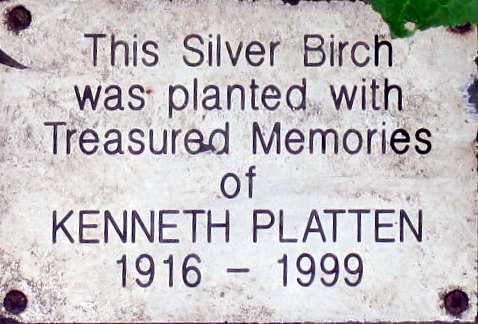 This Silver Birch
was planted with
Treasured Memories
of
KENNETH PLATTEN
1916 – 1999